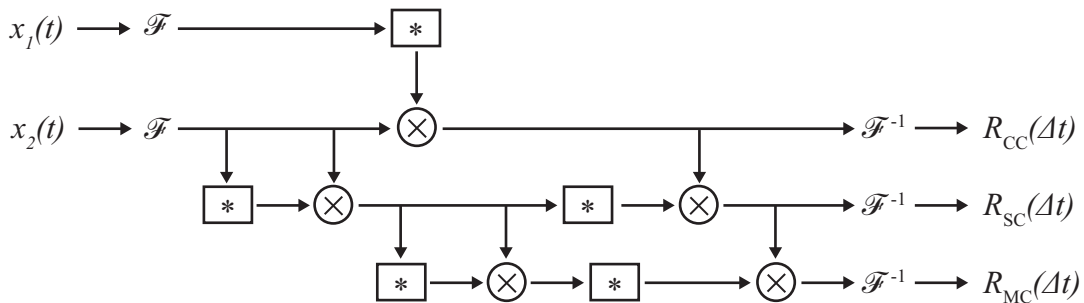 x₁(t) ℱ *
x₂(t) ℱ × ℱ⁻¹ R_CC(Δt)
* × * × ℱ⁻¹ R_SC(Δt)
* × * × ℱ⁻¹ R_MC(Δt)